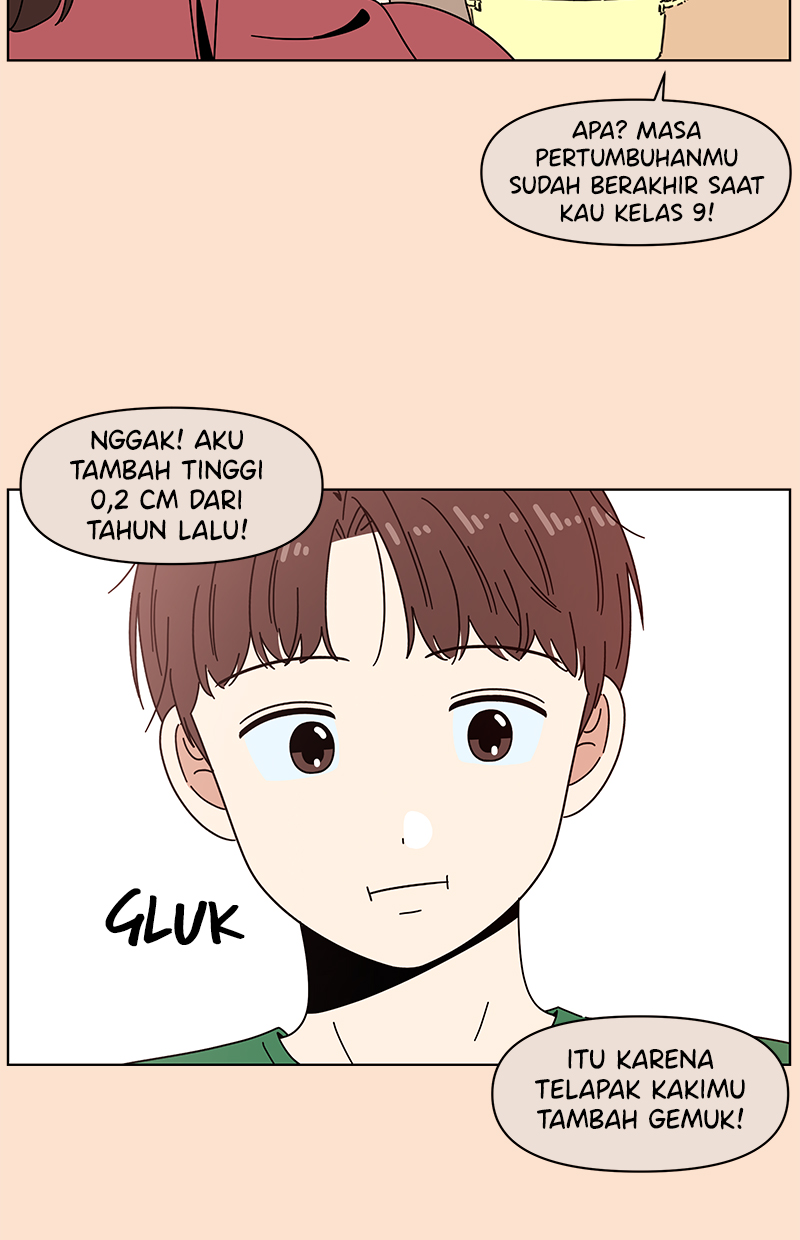 APA? MASA
PERTUMBUHANMU
SUDAH BERAKHIR SAAT
KAU KELAS 9!
NGGAK! AKU
TAMBAH TINGGI
0,2 CM DARI
TAHUN LALU!
GLUK
ITU KARENA
TELAPAK KAKIMU
TAMBAH GEMUK!